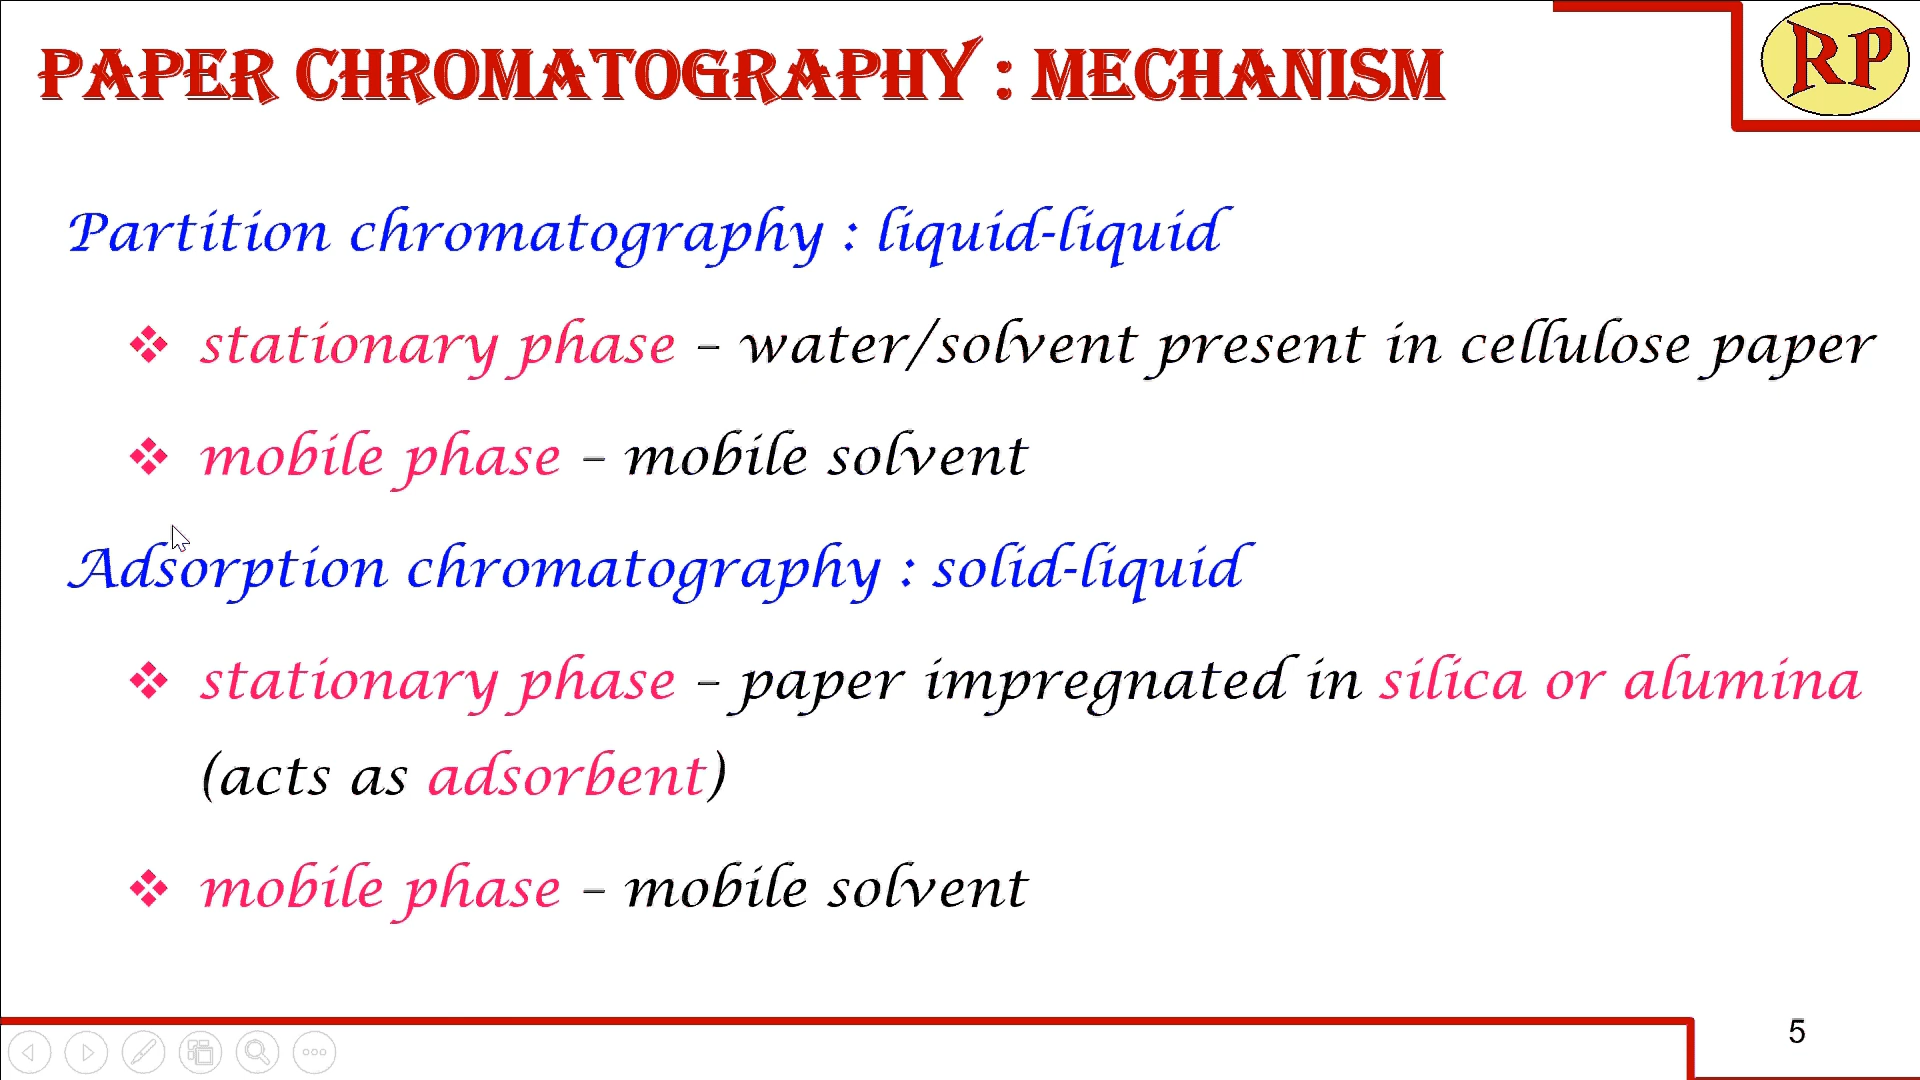 PAPER CHROMATOGRAPHY : MECHANISM
RP
Partition chromatography : liquid-liquid
❖ stationary phase – water/solvent present in cellulose paper
❖ mobile phase – mobile solvent
Adsorption chromatography : solid-liquid
❖ stationary phase – paper impregnated in silica or alumina
(acts as adsorbent)
❖ mobile phase – mobile solvent
5